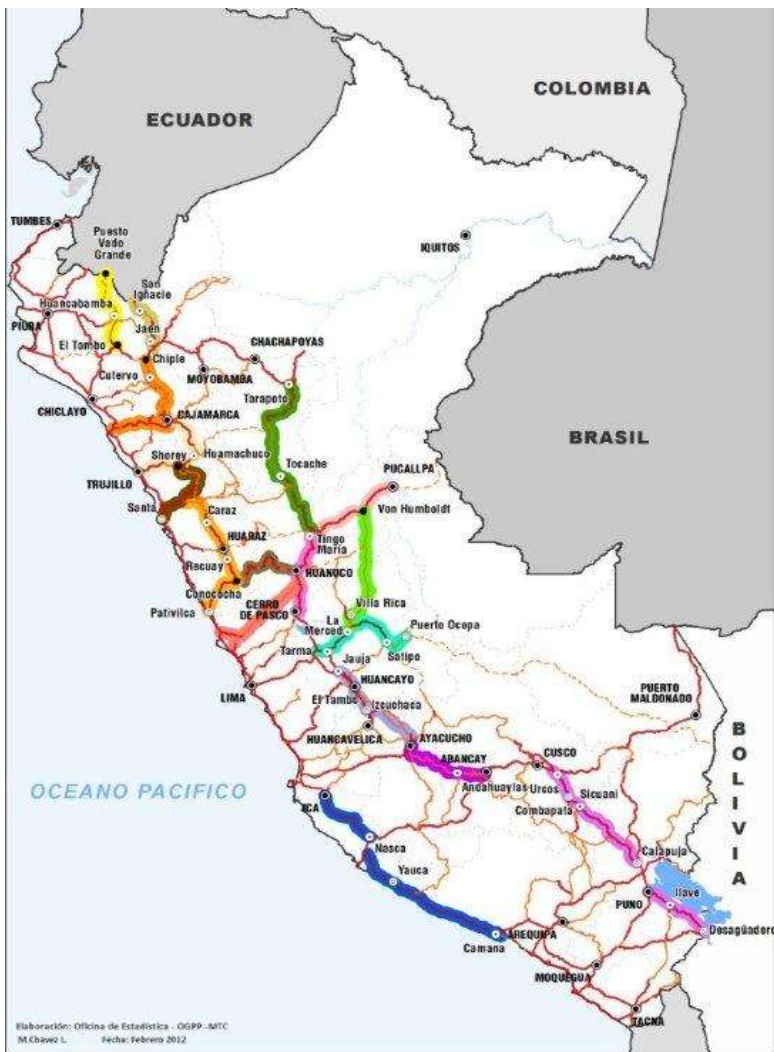 COLOMBIA
ECUADOR
TUMBES
Puesto
Vado
Grande
IQUITOS
San
Ignacio
Huancabamba
PIURA
Jaén
El Tambo
Chiple
CHACHAPOYAS
Cutervo
MOYOBAMBA
Tarapoto
CHICLAYO
CAJAMARCA
BRASIL
Shorey
Huamachuco
Tocache
TRUJILLO
PUCALLPA
Santa
Caraz
Von Humboldt
HUARAZ
Tingo
María
Recuay
HUANUCO
Conococha
Villa Rica
Pativilca
CERRO
DE PASCO
La
Merced
Puerto Ocopa
Tarma
Satipo
Jauja
HUANCAYO
LIMA
El Tambo
Izcuchaca
PUERTO
MALDONADO
HUANCAVELICA
AYACUCHO
ABANCAY
CUSCO
BOLIVIA
OCEANO PACIFICO
Andahuaylas
Urcos
Sicuani
Combapata
ICA
Nasca
Calapuja
Yauca
PUNO
Ilave
Camana
AREQUIPA
Desagüadero
MOQUEGUA
TACNA
Elaboración: Oficina de Estadística - OGPP -MTC
M.Chavez L. Fecha: Febrero 2012